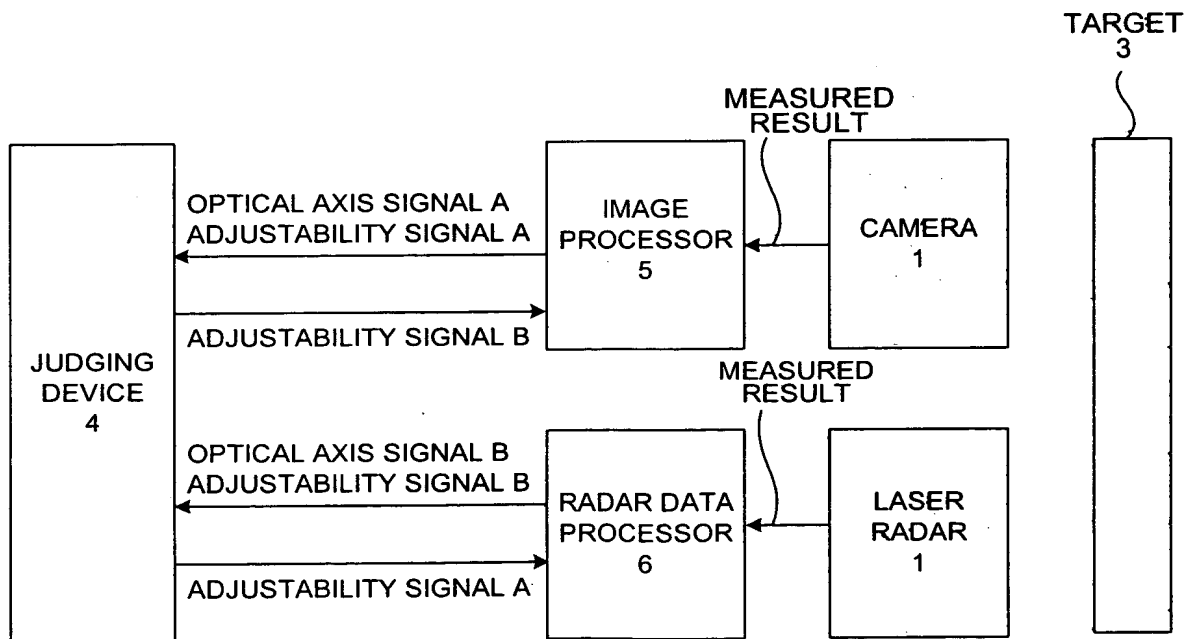 TARGET
3
MEASURED
RESULT
OPTICAL AXIS SIGNAL A
ADJUSTABILITY SIGNAL A
IMAGE
PROCESSOR
5
CAMERA
1
ADJUSTABILITY SIGNAL B
JUDGING
DEVICE
4
MEASURED
RESULT
OPTICAL AXIS SIGNAL B
ADJUSTABILITY SIGNAL B
RADAR DATA
PROCESSOR
6
LASER
RADAR
1
ADJUSTABILITY SIGNAL A